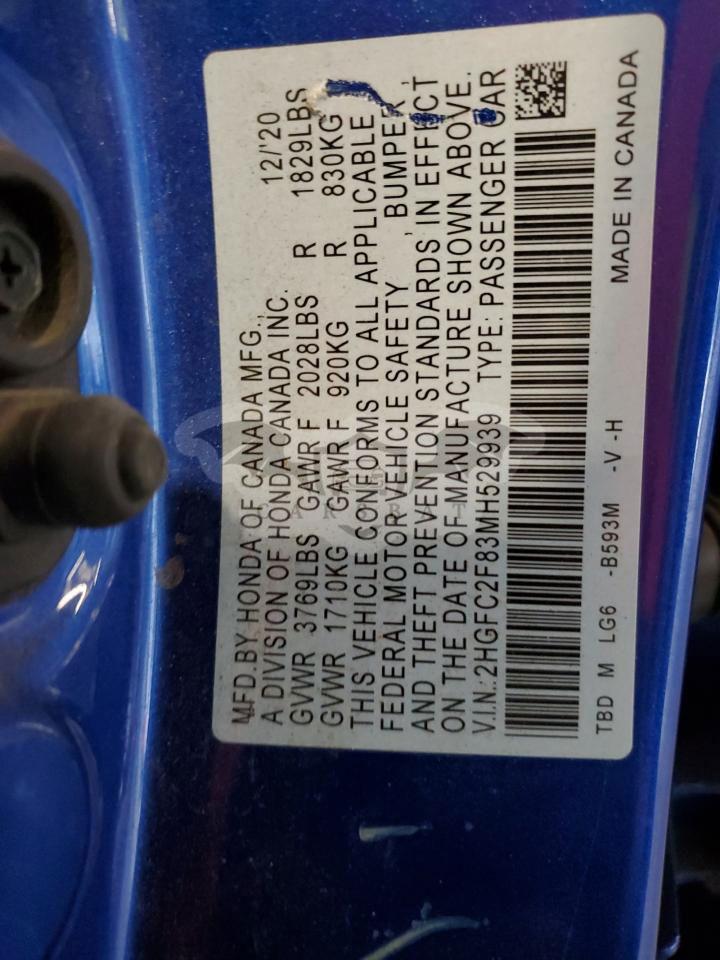 MFD.BY HONDA OF CANADA MFG., 12/'20
A DIVISION OF HONDA CANADA INC.
GVWR 3769LBS GAWR F 2028LBS R 1829LBS
GVWR 1710KG GAWR F 920KG R 830KG
THIS VEHICLE CONFORMS TO ALL APPLICABLE
FEDERAL MOTOR VEHICLE SAFETY , BUMPER ,
AND THEFT PREVENTION STANDARDS IN EFFECT
ON THE DATE OF MANUFACTURE SHOWN ABOVE.
V.I.N.:2HGFC2F83MH529939 TYPE: PASSENGER CAR
TBD M LG6 -B593M -V -H MADE IN CANADA